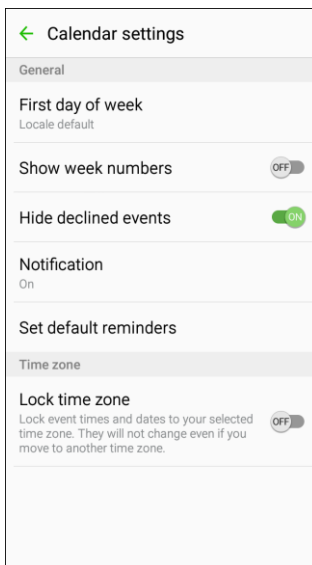 Calendar settings
General
First day of week
Locale default
Show week numbers
OFF
Hide declined events
ON
Notification
On
Set default reminders
Time zone
Lock time zone
Lock event times and dates to your selected
time zone. They will not change even if you
move to another time zone.
OFF